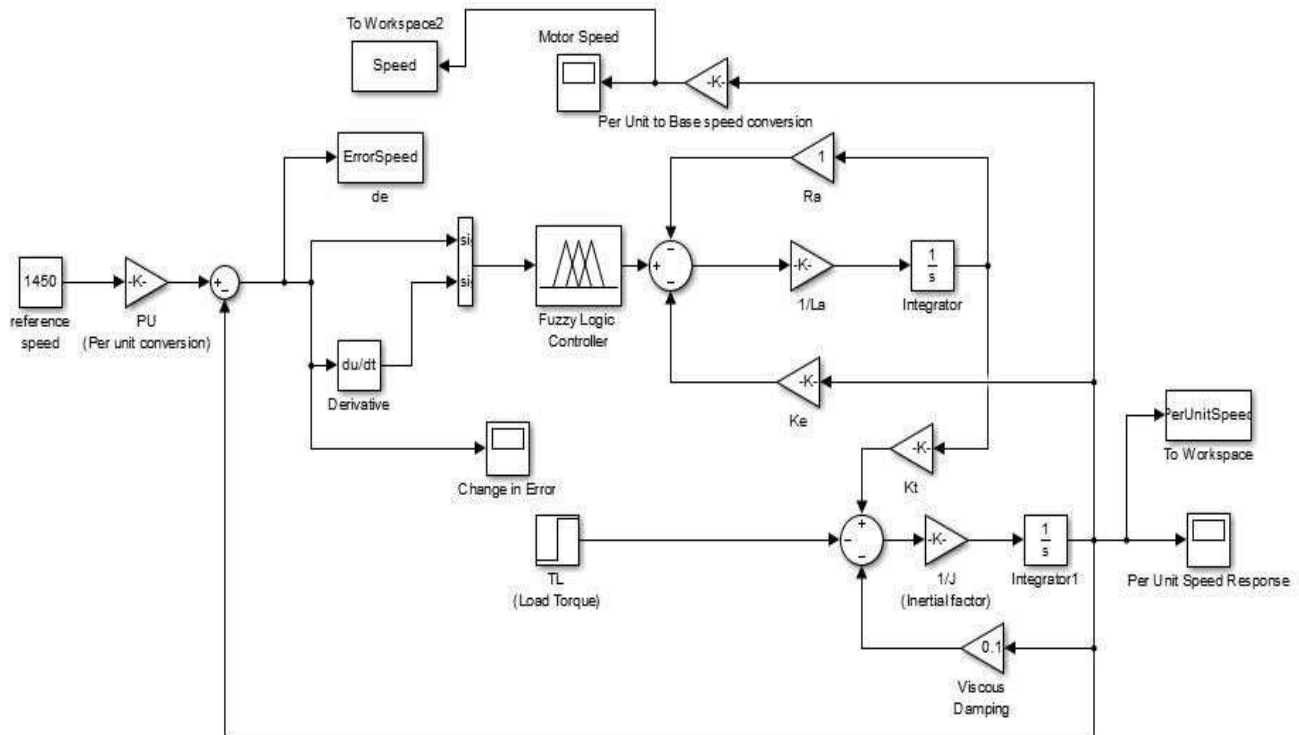 To Workspace2
Speed
Motor Speed
-K-
Per Unit to Base speed conversion
ErrorSpeed
de
1
Ra
1450
reference
speed
-K-
PU
(Per unit conversion)
+
-
si
si
Fuzzy Logic
Controller
-
+
-
-K-
1/La
1
s
Integrator
du/dt
Derivative
-K-
Ke
PerUnitSpeed
To Workspace
Change in Error
-K-
Kt
TL
(Load Torque)
+
-
-
-K-
1/J
(Inertial factor)
1
s
Integrator1
Per Unit Speed Response
0.1
Viscous
Damping